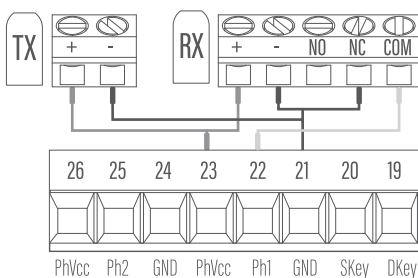 TX + - RX + - NO NC COM
26 25 24 23 22 21 20 19
PhVcc Ph2 GND PhVcc Ph1 GND SKey DKey